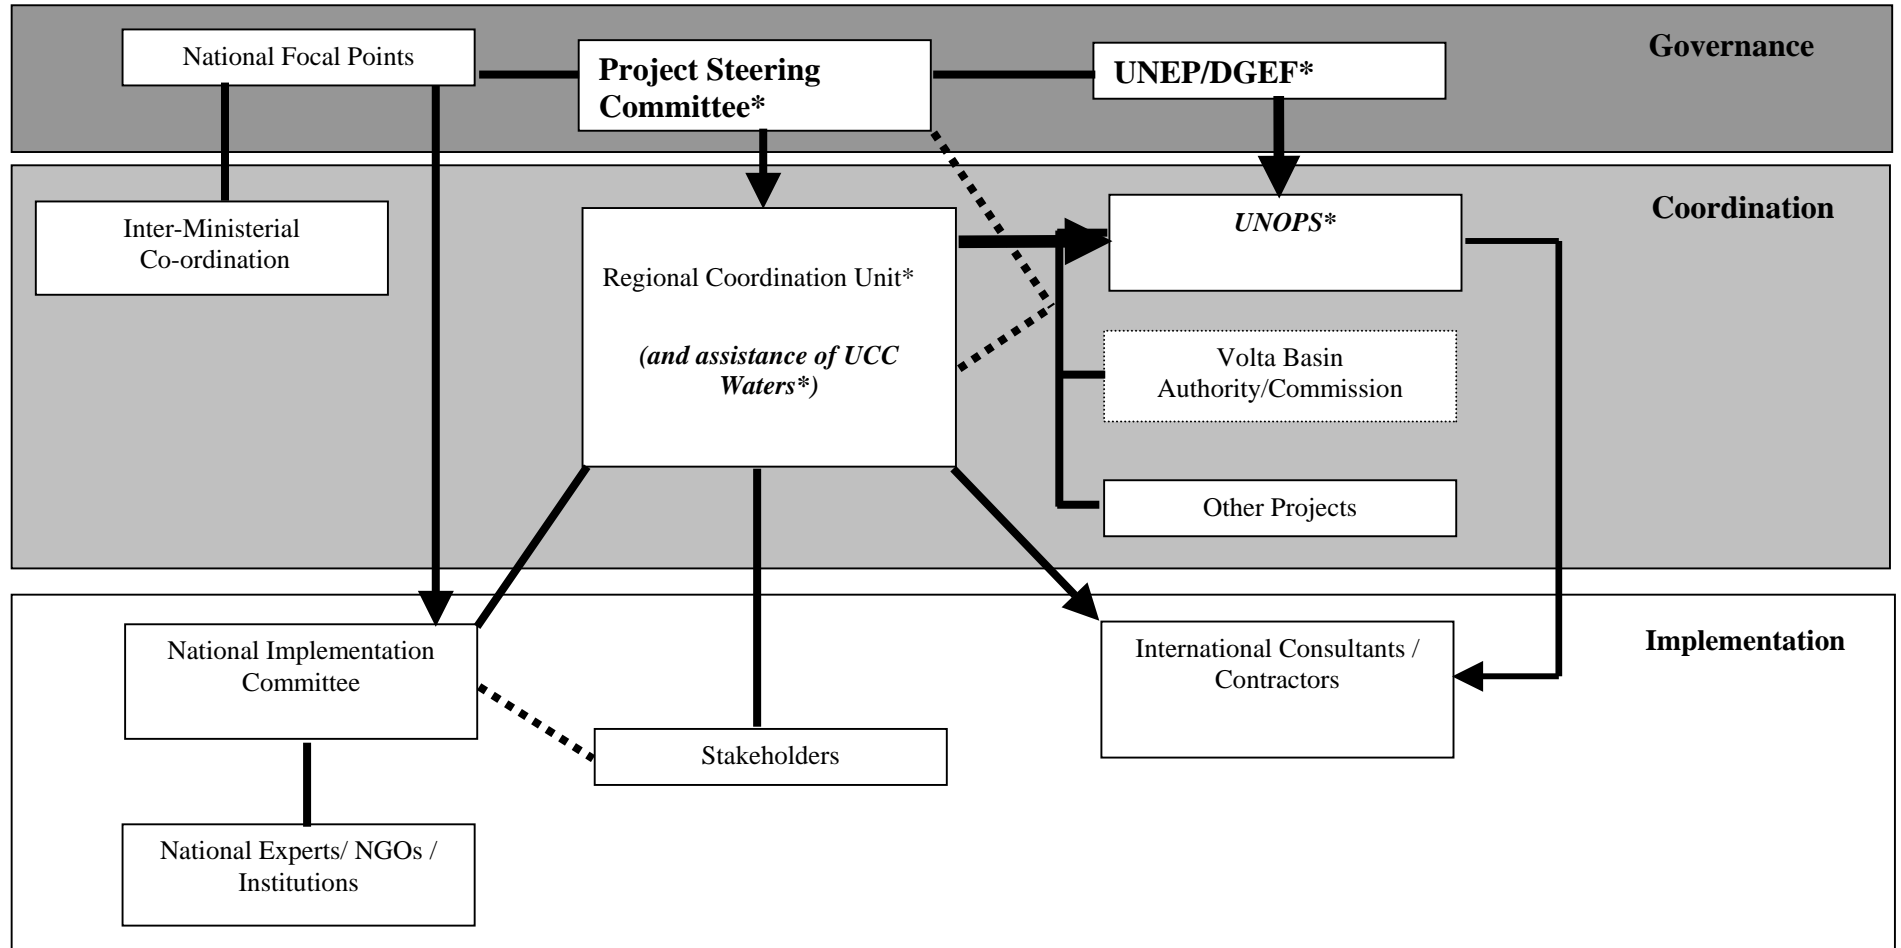 Governance
National Focal Points
Project Steering
Committee*
UNEP/DGEF*
Coordination
Inter-Ministerial
Co-ordination
Regional Coordination Unit*
(and assistance of UCC
Waters*)
UNOPS*
Volta Basin
Authority/Commission
Other Projects
Implementation
National Implementation
Committee
International Consultants /
Contractors
Stakeholders
National Experts/ NGOs /
Institutions